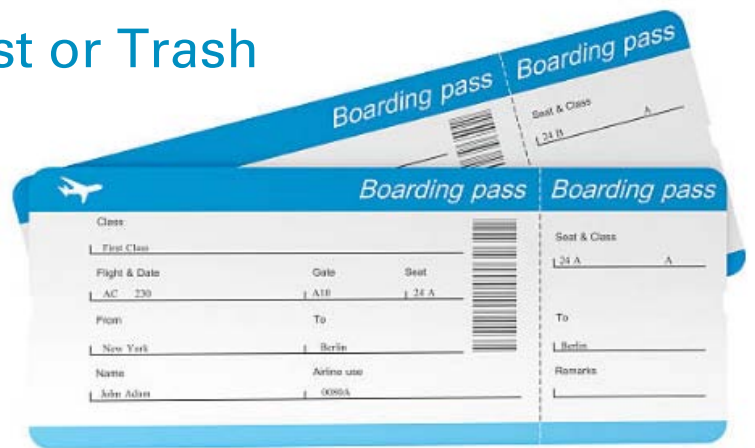 st or Trash
Boarding pass Boarding pass
Seat & Class
24 B A
Boarding pass Boarding pass
Class
First Class
Seat & Class
24 A A
Flight & Date Gate Seat
AC 230 A10 24 A
From To To
New York Berlin Berlin
Name Airline use Remarks
John Adam 0080A